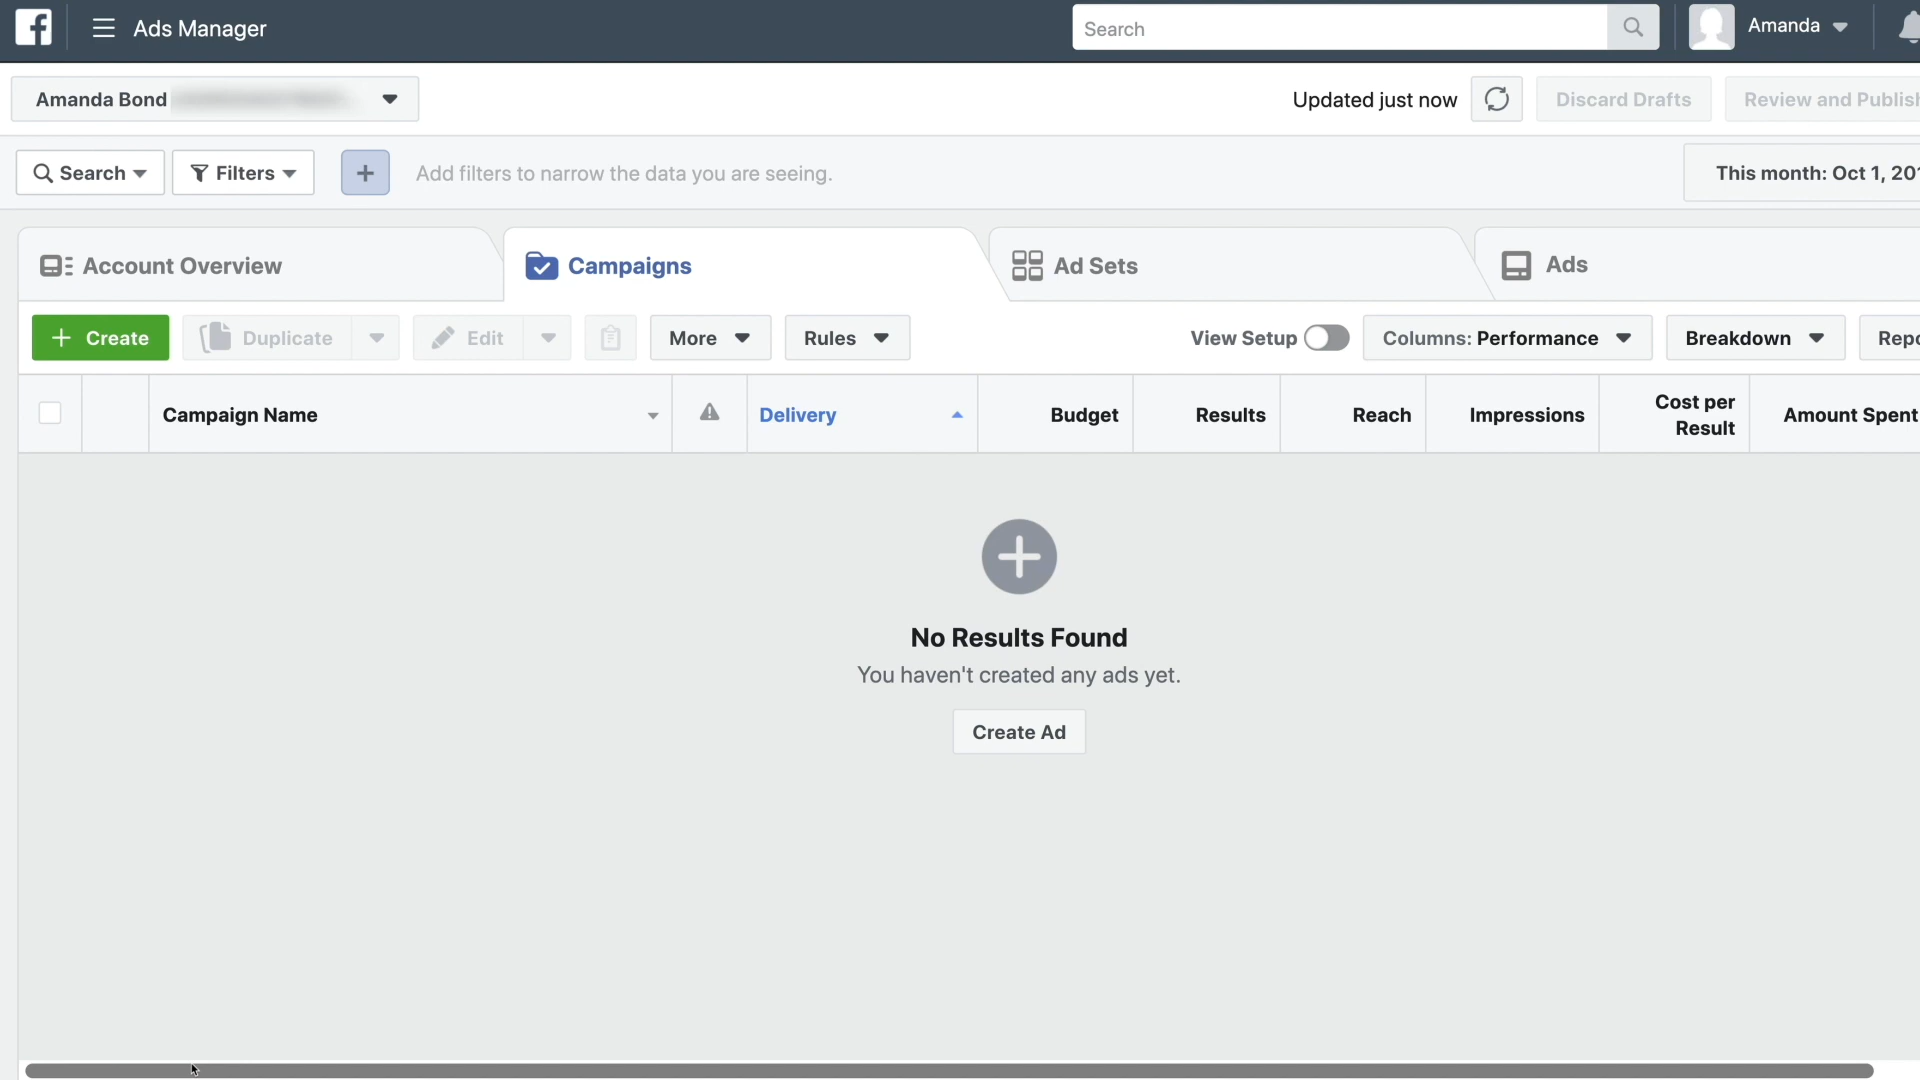 Ads Manager
Search
Amanda
Amanda Bond
Updated just now
Discard Drafts
Review and Publish
Search
Filters
Add filters to narrow the data you are seeing.
This month: Oct 1, 201
Account Overview
Campaigns
Ad Sets
Ads
+ Create
Duplicate
Edit
More
Rules
View Setup
Columns: Performance
Breakdown
Repo
Campaign Name
Delivery
Budget
Results
Reach
Impressions
Cost per
Result
Amount Spent
No Results Found
You haven't created any ads yet.
Create Ad